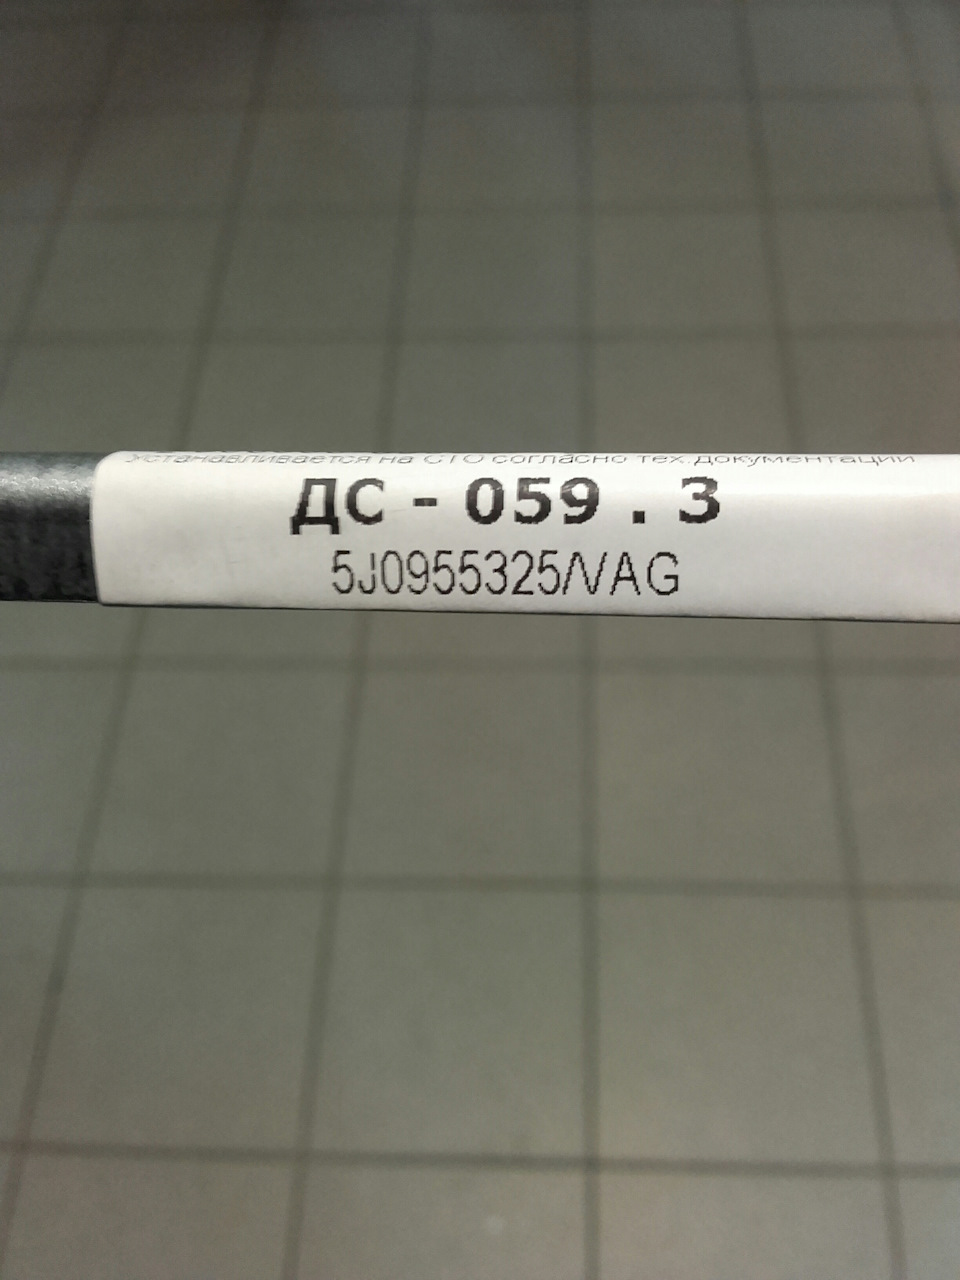 Устанавливается на СТО согласно тех.документации
ДС - 059 . 3
5J0955325/VAG